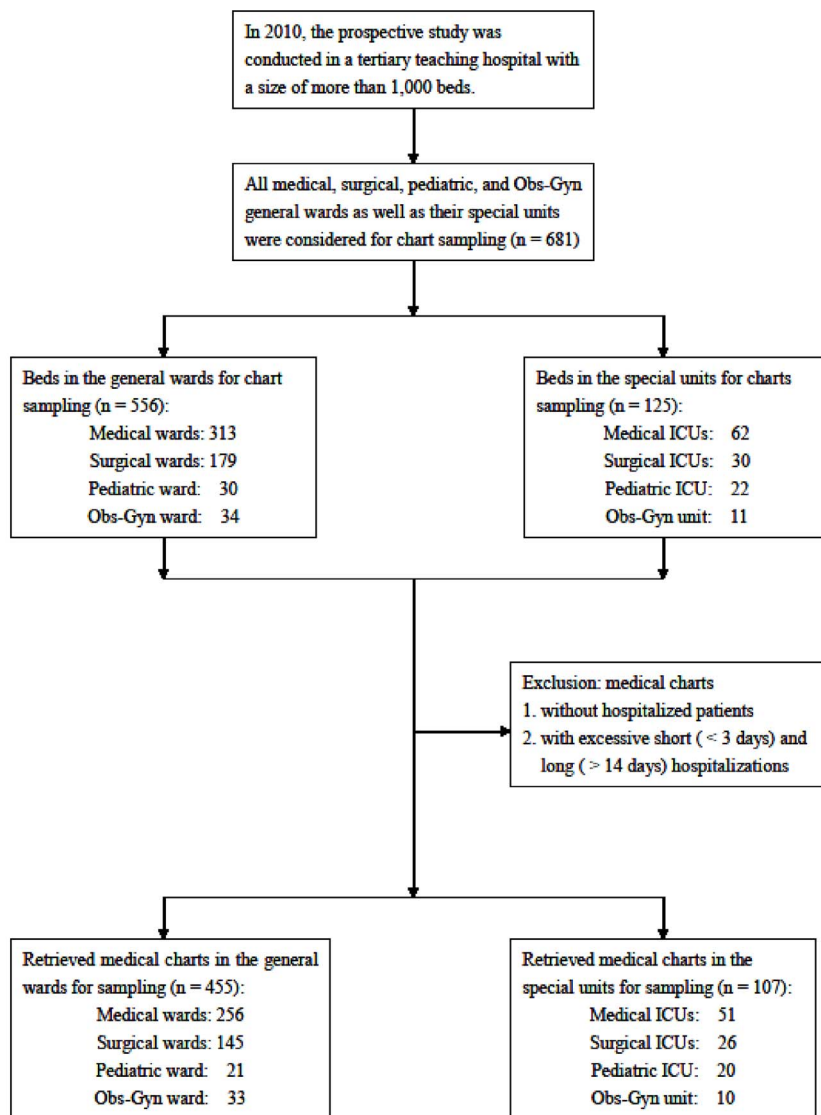 In 2010, the prospective study was
conducted in a tertiary teaching hospital with
a size of more than 1,000 beds.
All medical, surgical, pediatric, and Obs-Gyn
general wards as well as their special units
were considered for chart sampling (n = 681)
Beds in the general wards for chart
sampling (n = 556):
Medical wards: 313
Surgical wards: 179
Pediatric ward: 30
Obs-Gyn ward: 34
Beds in the special units for charts
sampling (n = 125):
Medical ICUs: 62
Surgical ICUs: 30
Pediatric ICU: 22
Obs-Gyn unit: 11
Exclusion: medical charts
1. without hospitalized patients
2. with excessive short ( < 3 days) and
long ( > 14 days) hospitalizations
Retrieved medical charts in the general
wards for sampling (n = 455):
Medical wards: 256
Surgical wards: 145
Pediatric ward: 21
Obs-Gyn ward: 33
Retrieved medical charts in the
special units for sampling (n = 107):
Medical ICUs: 51
Surgical ICUs: 26
Pediatric ICU: 20
Obs-Gyn unit: 10